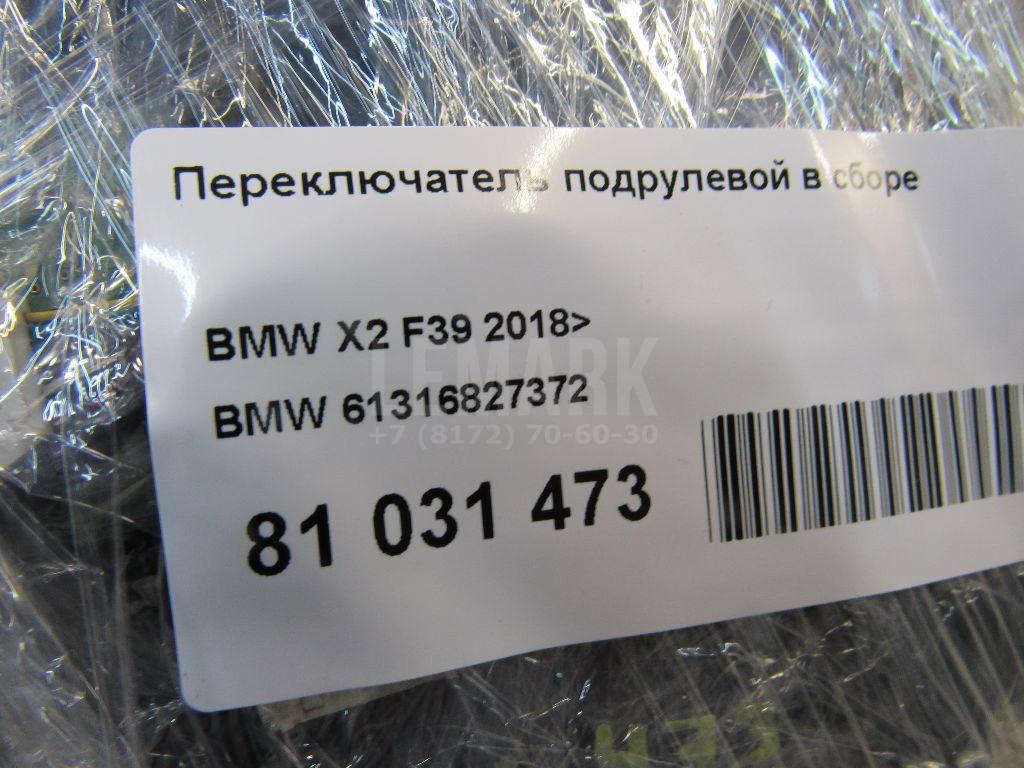 Переключатель подрулевой в сборе
BMW X2 F39 2018>
LEMARK
BMW 61316827372
+7 (8172) 70-60-30
81 031 473